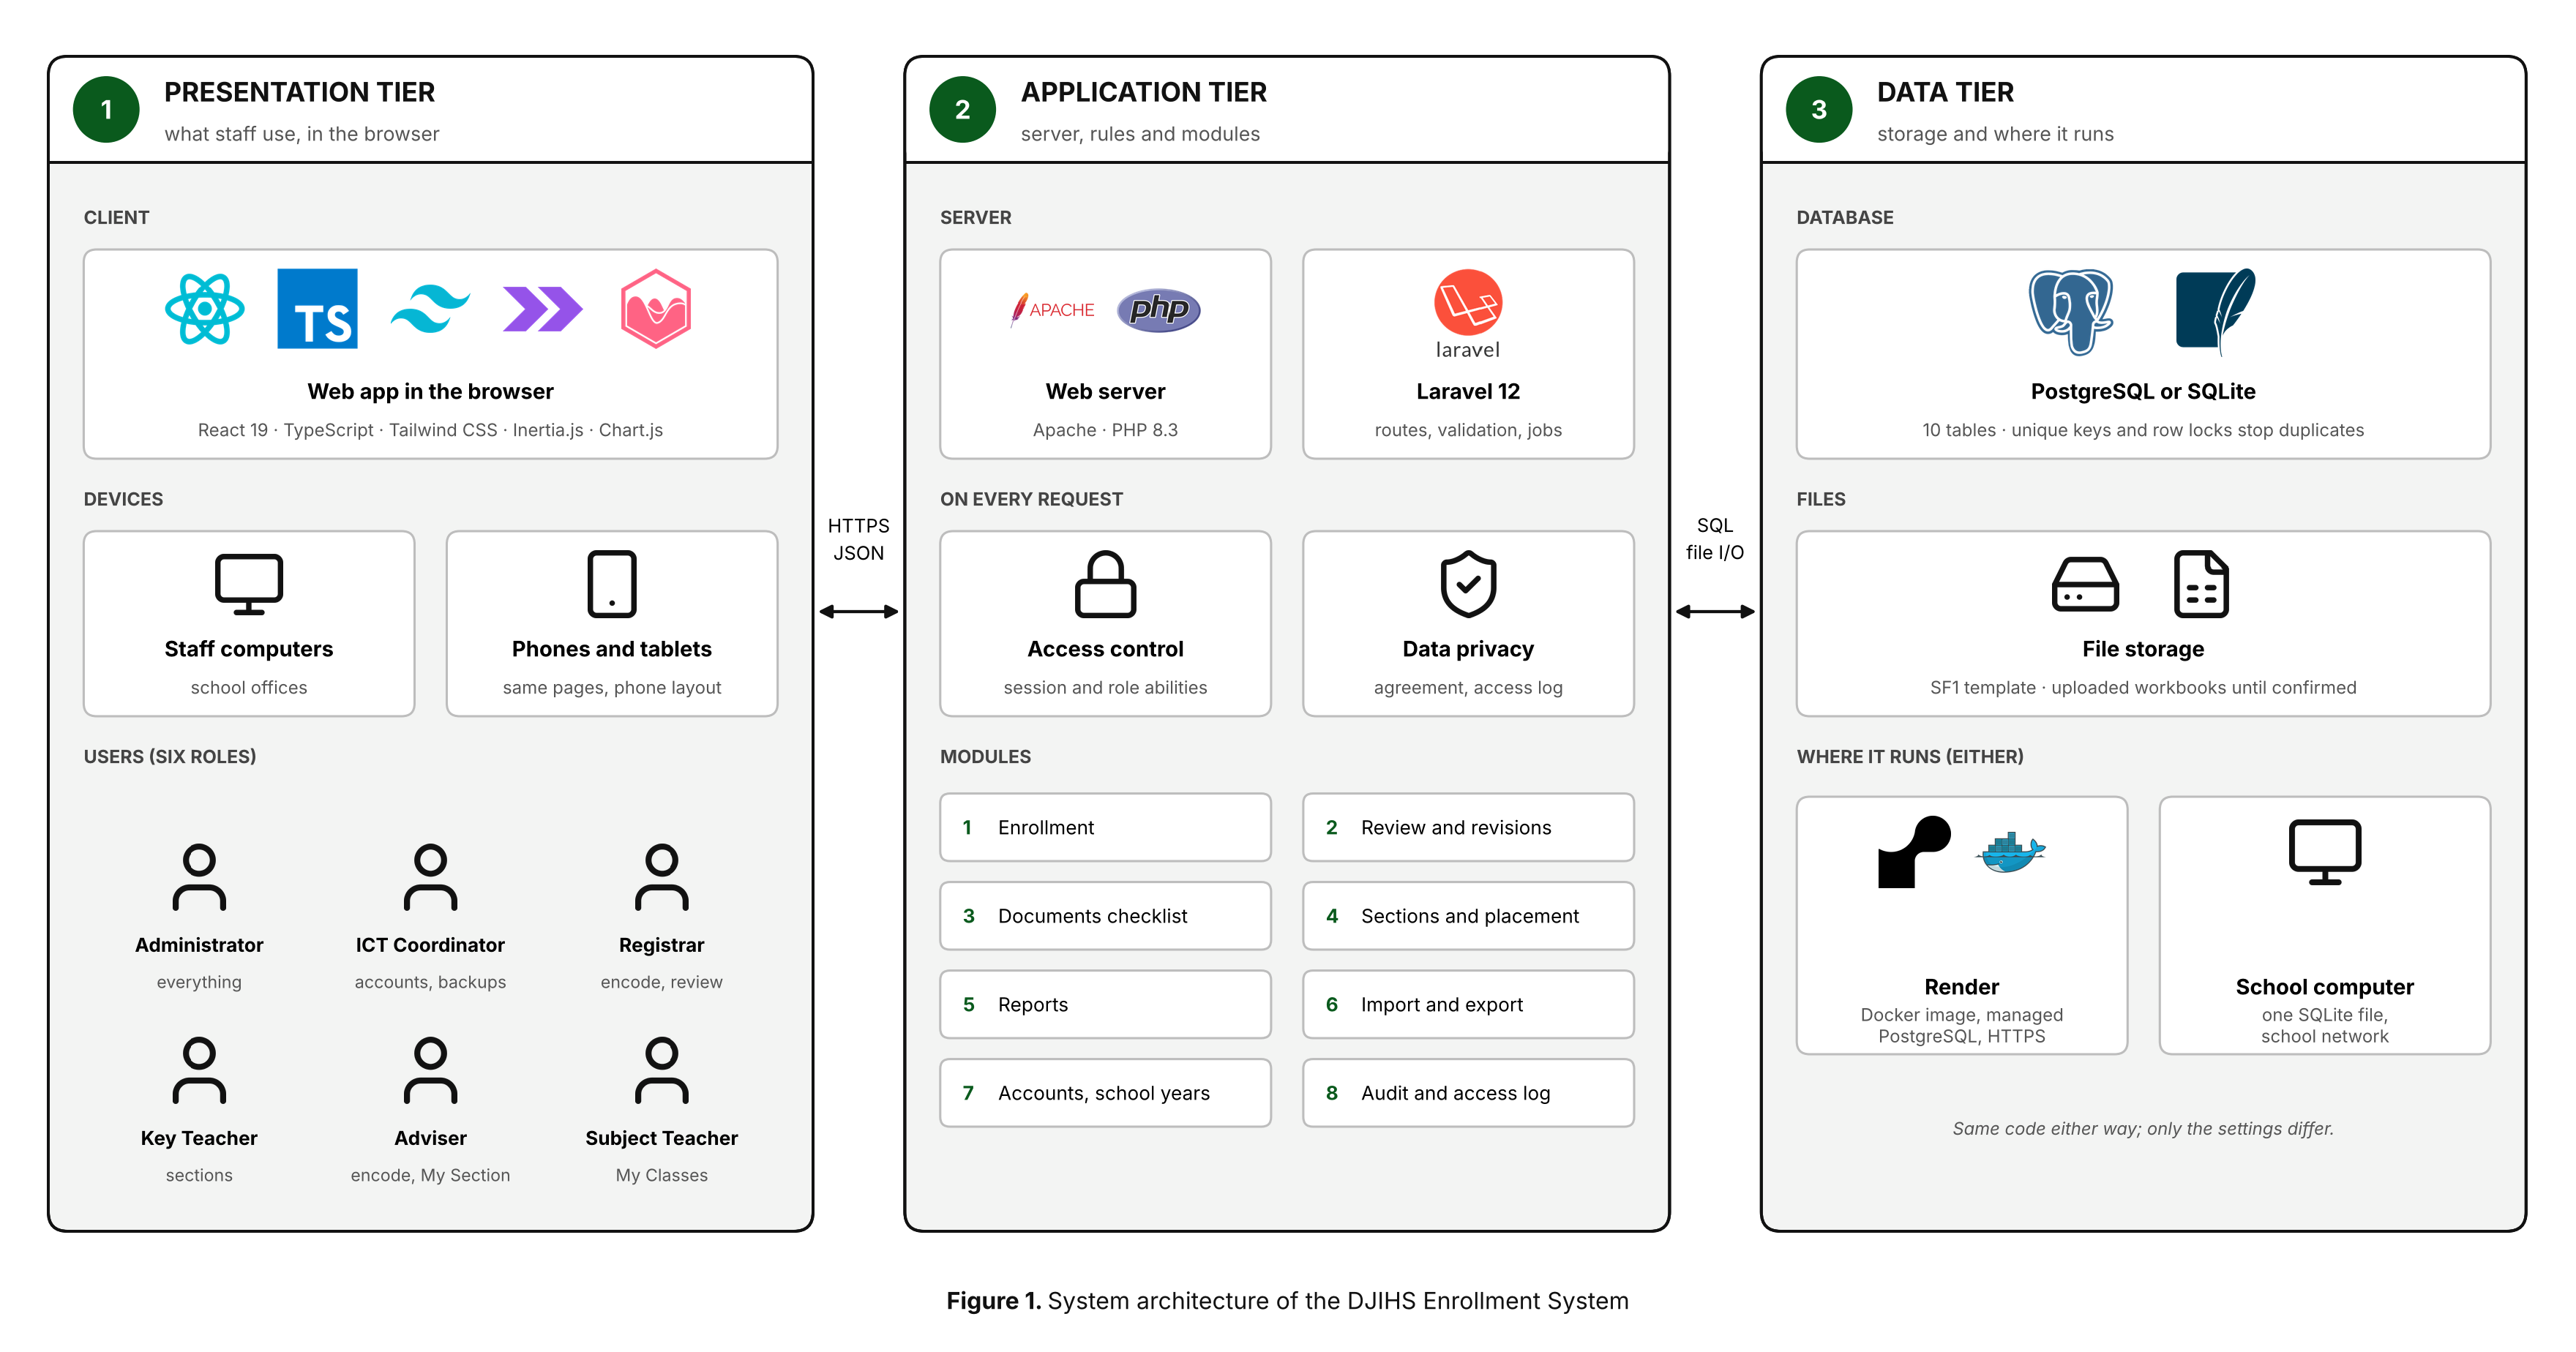 1
PRESENTATION TIER
what staff use, in the browser
CLIENT
TS
Web app in the browser
React 19 · TypeScript · Tailwind CSS · Inertia.js · Chart.js
DEVICES
Staff computers
school offices
Phones and tablets
same pages, phone layout
USERS (SIX ROLES)
Administrator
everything
ICT Coordinator
accounts, backups
Registrar
encode, review
Key Teacher
sections
Adviser
encode, My Section
Subject Teacher
My Classes
HTTPS
JSON
2
APPLICATION TIER
server, rules and modules
SERVER
APACHE
php
Web server
Apache · PHP 8.3
laravel
Laravel 12
routes, validation, jobs
ON EVERY REQUEST
Access control
session and role abilities
Data privacy
agreement, access log
MODULES
1 Enrollment
2 Review and revisions
3 Documents checklist
4 Sections and placement
5 Reports
6 Import and export
7 Accounts, school years
8 Audit and access log
SQL
file I/O
3
DATA TIER
storage and where it runs
DATABASE
PostgreSQL or SQLite
10 tables · unique keys and row locks stop duplicates
FILES
File storage
SF1 template · uploaded workbooks until confirmed
WHERE IT RUNS (EITHER)
Render
Docker image, managed
PostgreSQL, HTTPS
School computer
one SQLite file,
school network
Same code either way; only the settings differ.
Figure 1. System architecture of the DJIHS Enrollment System